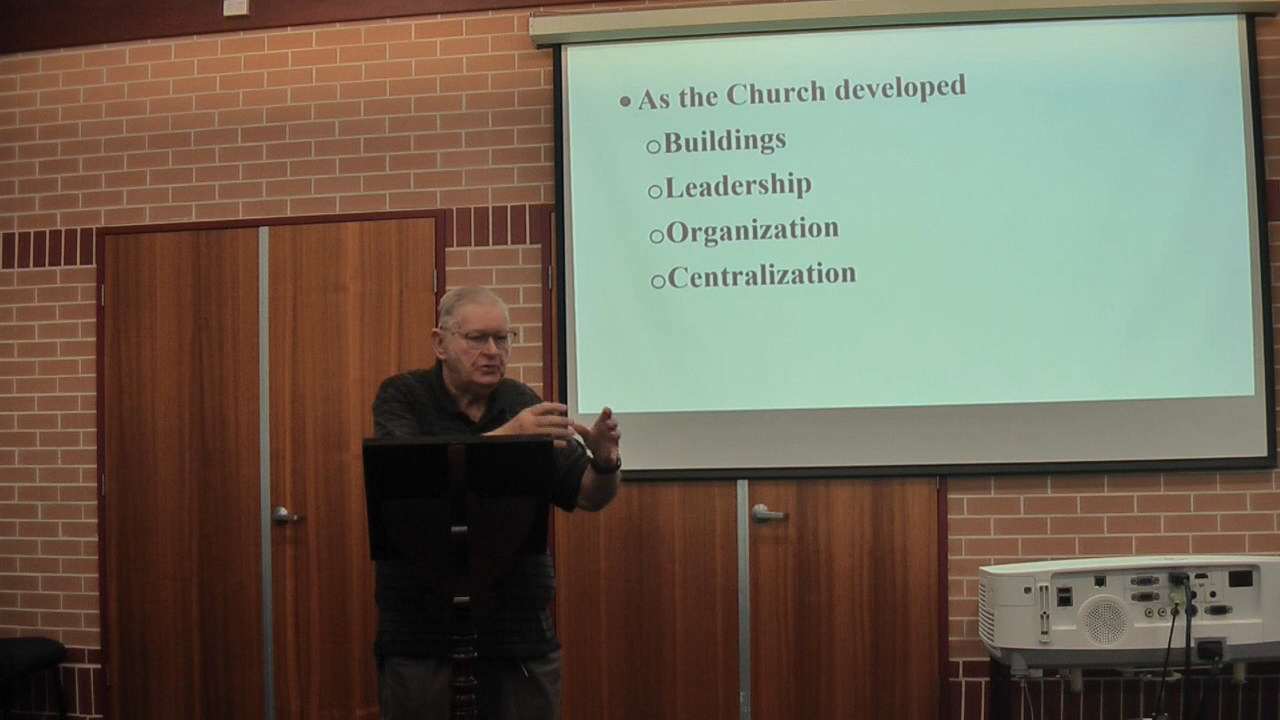 • As the Church developed
○ Buildings
○ Leadership
○ Organization
○ Centralization